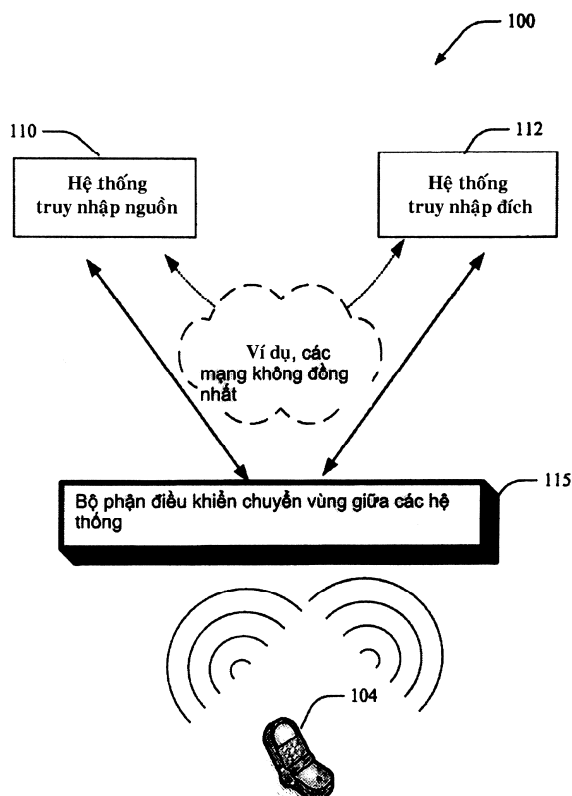 100
110
112
Hệ thống
truy nhập nguồn
Hệ thống
truy nhập đích
Ví dụ, các
mạng không đồng
nhất
115
Bộ phận điều khiển chuyển vùng giữa các hệ
thống
104